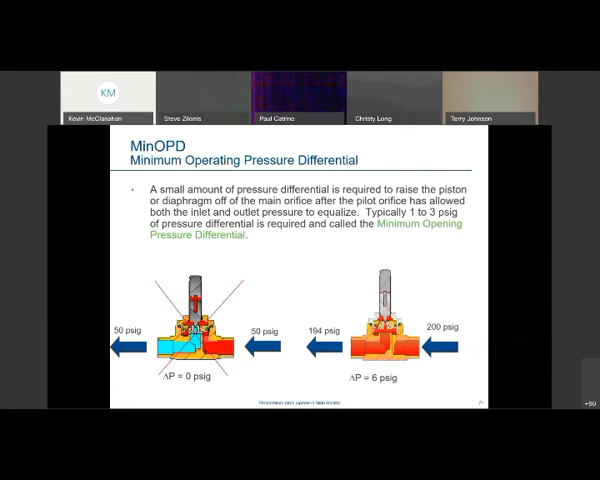 KM
Kevin McClanahan
Steve Zilonis
Paul Catrino
Christy Long
Terry Johnson
MinOPD
Minimum Operating Pressure Differential
• A small amount of pressure differential is required to raise the piston
or diaphragm off of the main orifice after the pilot orifice has allowed
both the inlet and outlet pressure to equalize. Typically 1 to 3 psig
of pressure differential is required and called the Minimum Opening
Pressure Differential.
50 psig
50 psig
194 psig
200 psig
ΔP = 0 psig
ΔP = 6 psig
+90